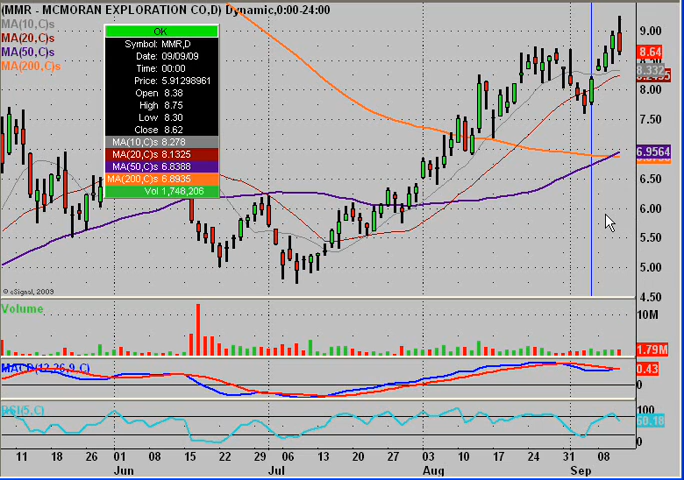 (MMR - MCMORAN EXPLORATION CO,D) Dynamic,0:00-24:00
MA(10,C)s
MA(20,C)s
MA(50,C)s
MA(200,C)s
OK
Symbol: MMR,D
Date: 09/09/09
Time: 00:00
Price: 5.91298961
Open 8.38
High 8.75
Low 8.30
Close 8.62
MA(10,C)s 8.278
MA(20,C)s 8.1325
MA(50,C)s 6.8388
MA(200,C)s 6.8935
Vol 1,748,206
9.00
8.64
8.332
8.00
7.50
6.9564
6.50
6.00
5.50
5.00
4.50
© eSignal, 2009
Volume
10M
1.79M
MACD(12,26,9,C)
0.43
0
RSI(5,C)
100
60.18
0
11 18 26 01 08 15 22 29 06 13 20 27 03 10 17 24 31 08
Jun Jul Aug Sep